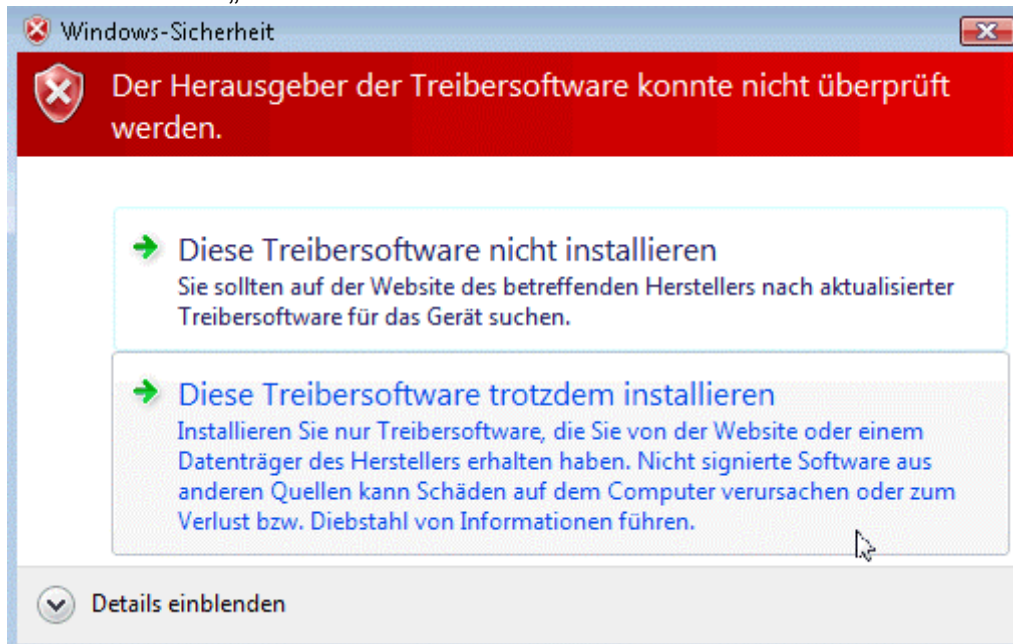 „
Windows-Sicherheit
Der Herausgeber der Treibersoftware konnte nicht überprüft
werden.
Diese Treibersoftware nicht installieren
Sie sollten auf der Website des betreffenden Herstellers nach aktualisierter
Treibersoftware für das Gerät suchen.
Diese Treibersoftware trotzdem installieren
Installieren Sie nur Treibersoftware, die Sie von der Website oder einem
Datenträger des Herstellers erhalten haben. Nicht signierte Software aus
anderen Quellen kann Schäden auf dem Computer verursachen oder zum
Verlust bzw. Diebstahl von Informationen führen.
Details einblenden